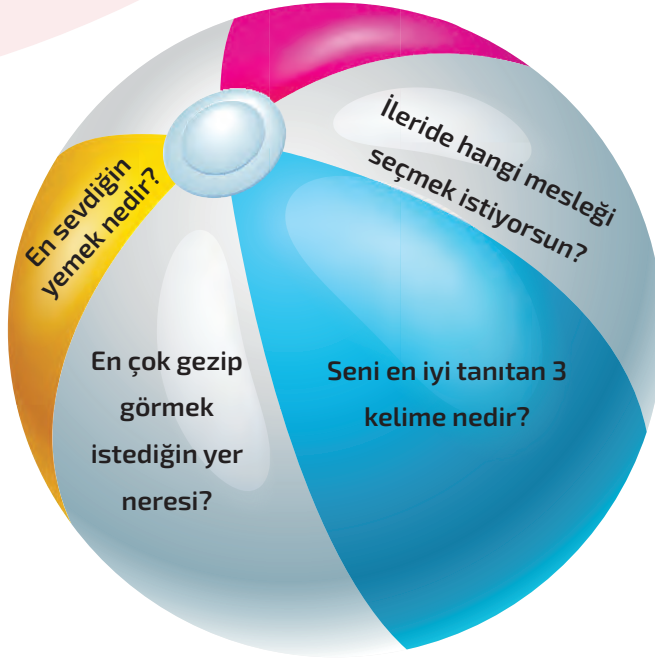 En sevdiğin
yemek nedir?
İleride hangi mesleği
seçmek istiyorsun?
En çok gezip
görmek
istediğin yer
neresi?
Seni en iyi tanıtan 3
kelime nedir?